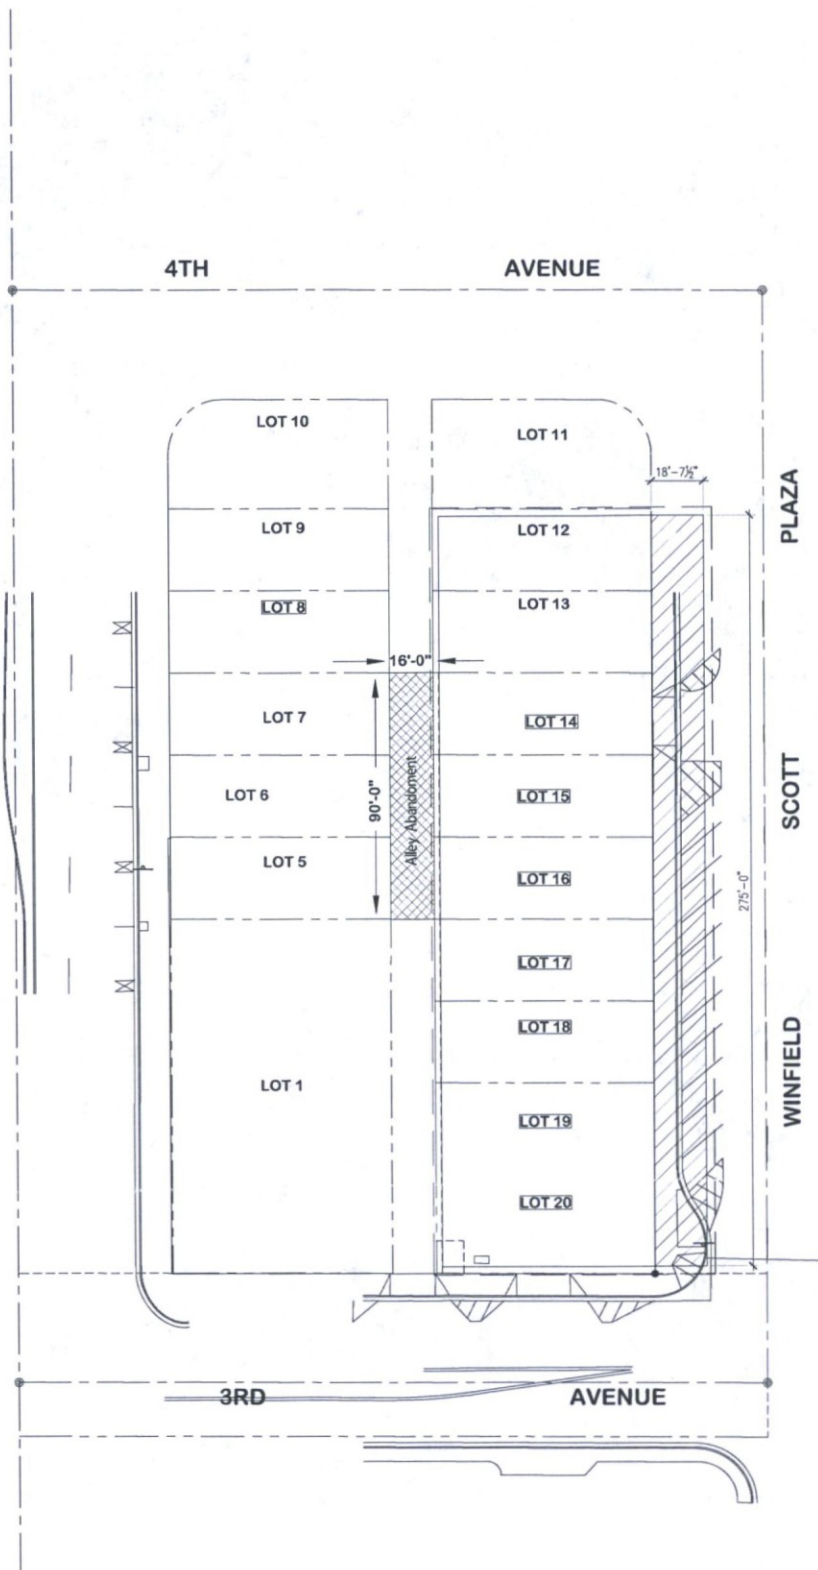 4TH AVENUE
LOT 10
LOT 11
18'-7½"
PLAZA
LOT 9
LOT 12
LOT 8
LOT 13
16'-0"
LOT 7
LOT 14
90'-0"
Alley Abandoment
LOT 6
LOT 15
SCOTT
LOT 5
LOT 16
275'-0"
LOT 17
LOT 18
WINFIELD
LOT 1
LOT 19
LOT 20
3RD AVENUE